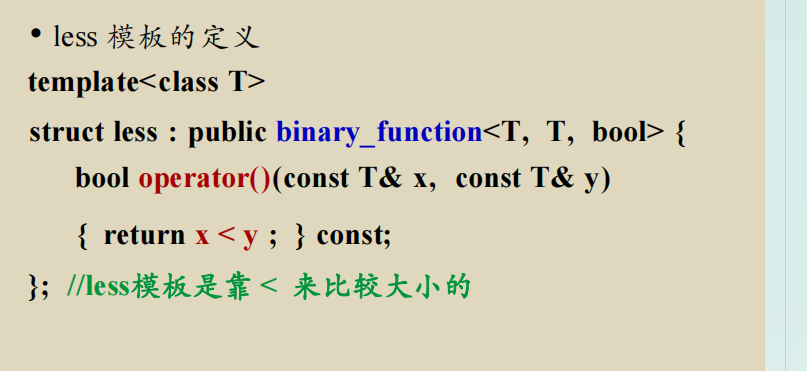 • less 模板的定义
template<class T>
struct less : public binary_function<T, T, bool> {
bool operator()(const T& x, const T& y)
{ return x < y ; } const;
}; //less模板是靠 < 来比较大小的